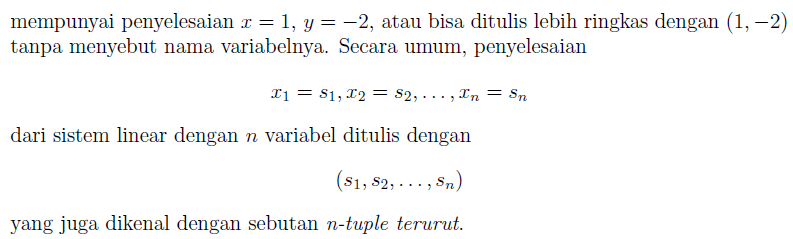 mempunyai penyelesaian x = 1, y = −2, atau bisa ditulis lebih ringkas dengan (1, −2)
tanpa menyebut nama variabelnya. Secara umum, penyelesaian
x₁ = s₁, x₂ = s₂, . . . , xₙ = sₙ
dari sistem linear dengan n variabel ditulis dengan
(s₁, s₂, . . . , sₙ)
yang juga dikenal dengan sebutan n-tuple terurut.